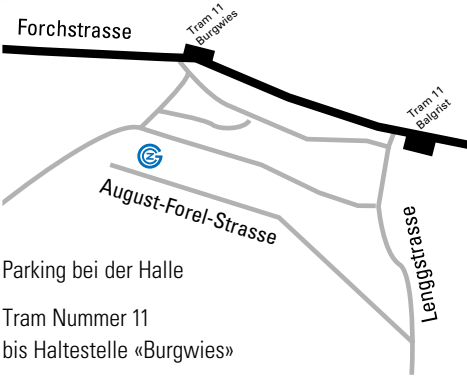 Forchstrasse
Tram 11
Burgwies
Tram 11
Balgrist
GCZ
August-Forel-Strasse
Lenggstrasse
Parking bei der Halle
Tram Nummer 11
bis Haltestelle «Burgwies»